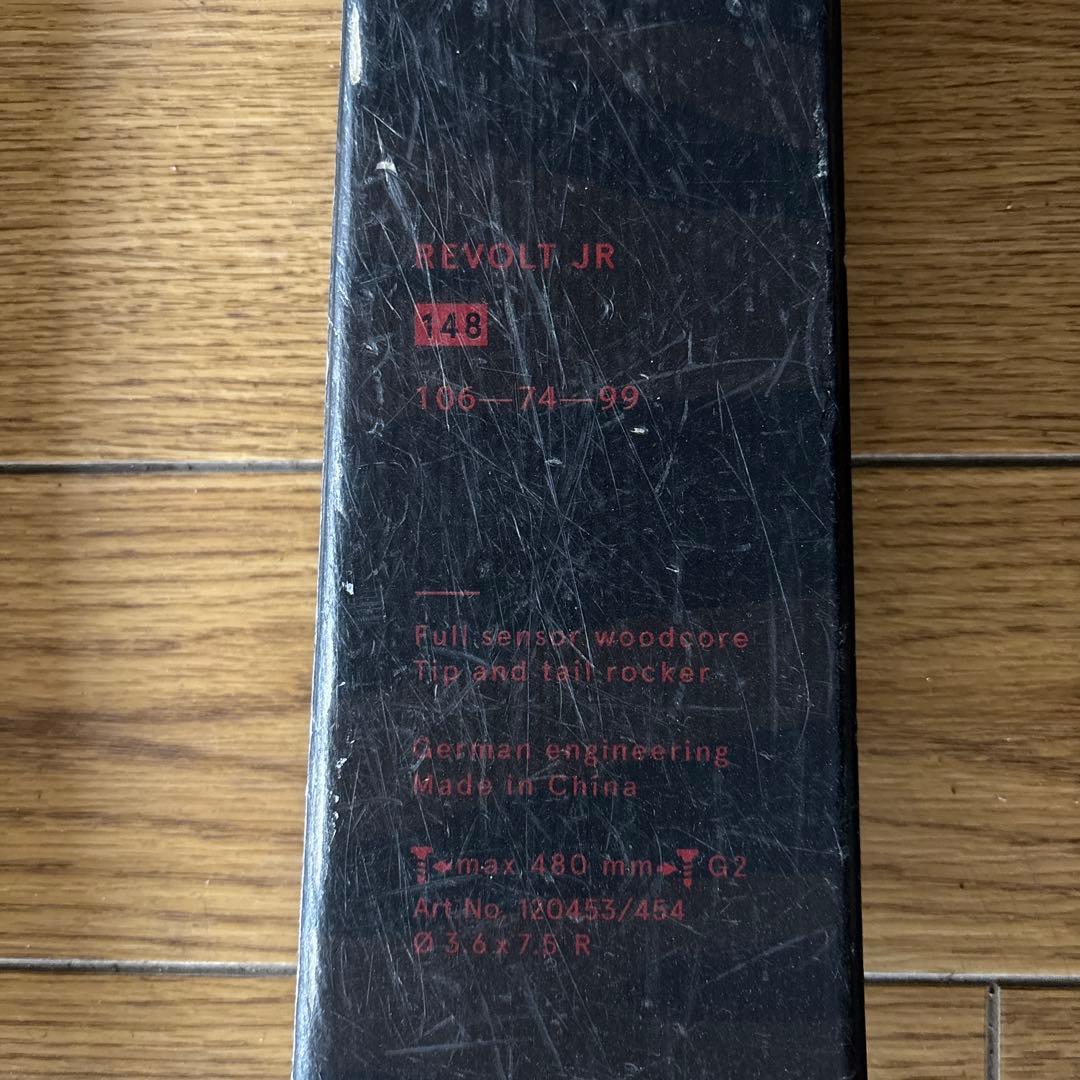 REVOLT JR
148
106—74—99
Full sensor woodcore
Tip and tail rocker
German engineering
Made in China
max 480 mm G2
Art No. 120453/454
Ø 3.6 x 7.5 R